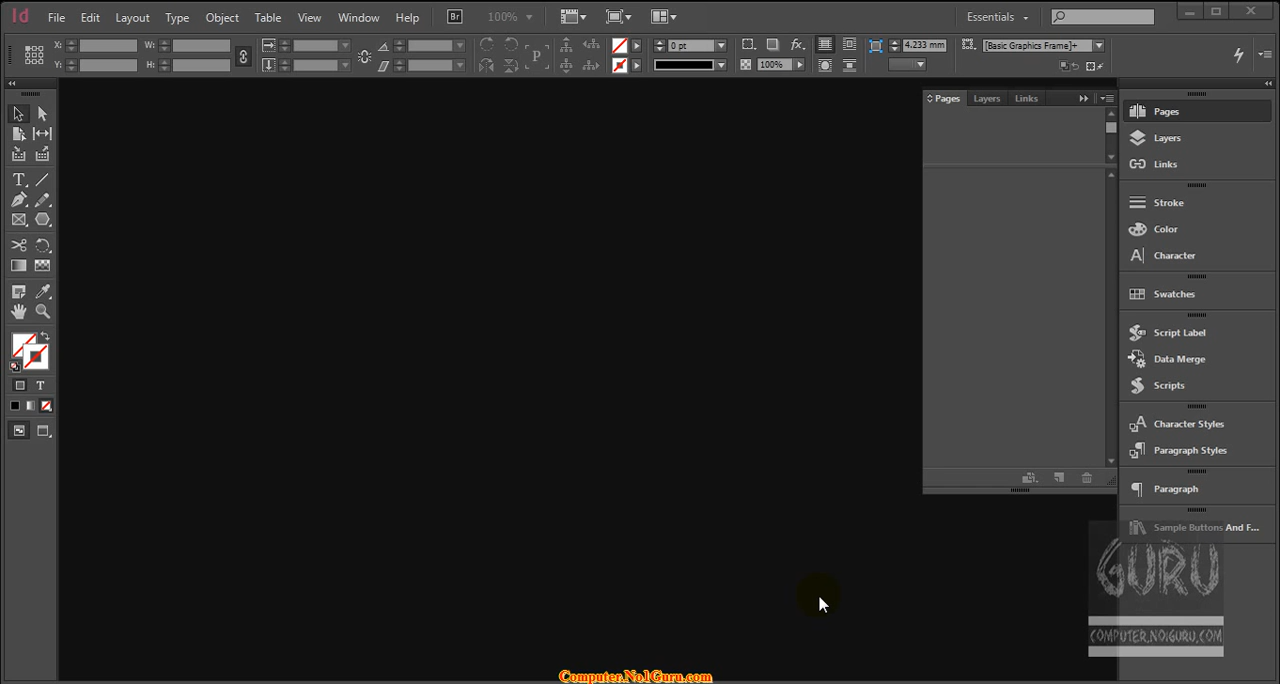 Id File Edit Layout Type Object Table View Window Help Br 100% Essentials
X: W: 0 pt fx. 4.233 mm [Basic Graphics Frame]+
Y: H: P 100%
Pages Layers Links
Pages
Layers
Links
Stroke
Color
Character
Swatches
Script Label
Data Merge
Scripts
Character Styles
Paragraph Styles
Paragraph
Sample Buttons And F...
GURU
COMPUTER.NO1GURU.COM
Computer.No1Guru.com